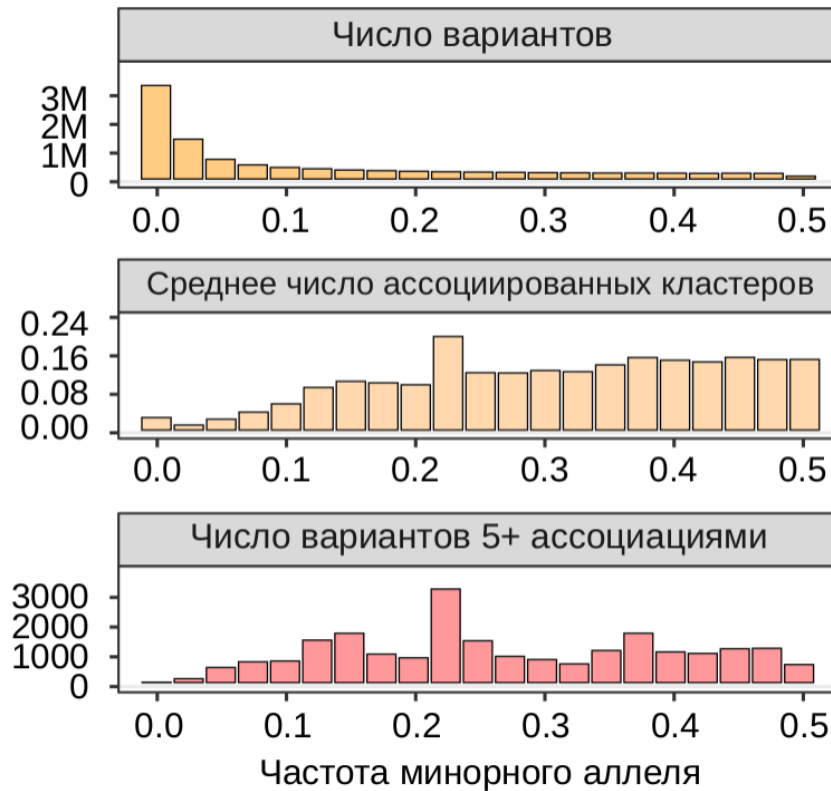 Число вариантов
3M
2M
1M
0
0.0 0.1 0.2 0.3 0.4 0.5
Среднее число ассоциированных кластеров
0.24
0.16
0.08
0.00
0.0 0.1 0.2 0.3 0.4 0.5
Число вариантов 5+ ассоциациями
3000
2000
1000
0
0.0 0.1 0.2 0.3 0.4 0.5
Частота минорного аллеля